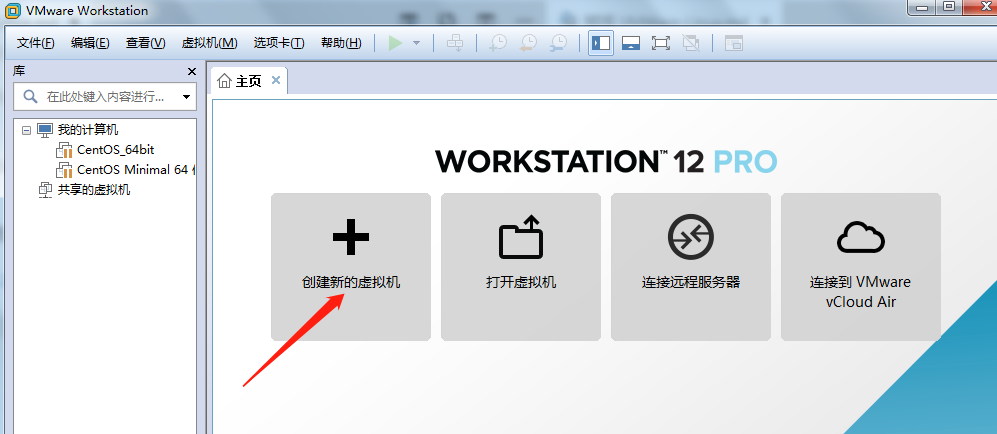 VMware Workstation
文件(F) 编辑(E) 查看(V) 虚拟机(M) 选项卡(T) 帮助(H)
库
主页
在此处键入内容进行...
我的计算机
CentOS_64bit
CentOS Minimal 64
共享的虚拟机
WORKSTATION™ 12 PRO
创建新的虚拟机
打开虚拟机
连接远程服务器
连接到 VMware
vCloud Air